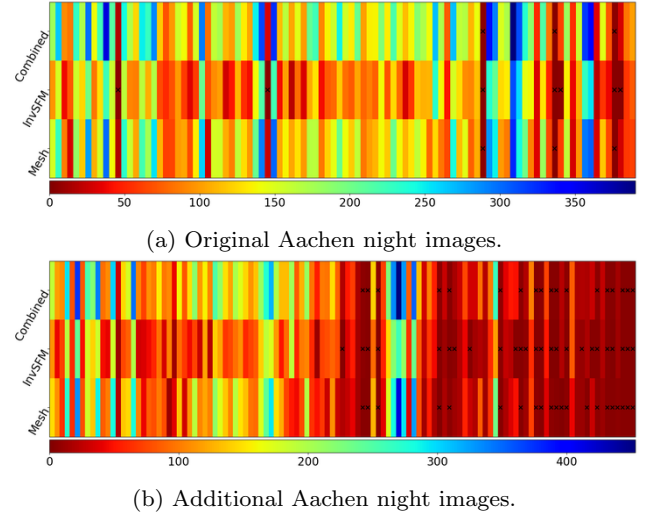 Combined
InvSFM
Mesh
0 50 100 150 200 250 300 350
(a) Original Aachen night images.
Combined
InvSFM
Mesh
0 100 200 300 400
(b) Additional Aachen night images.